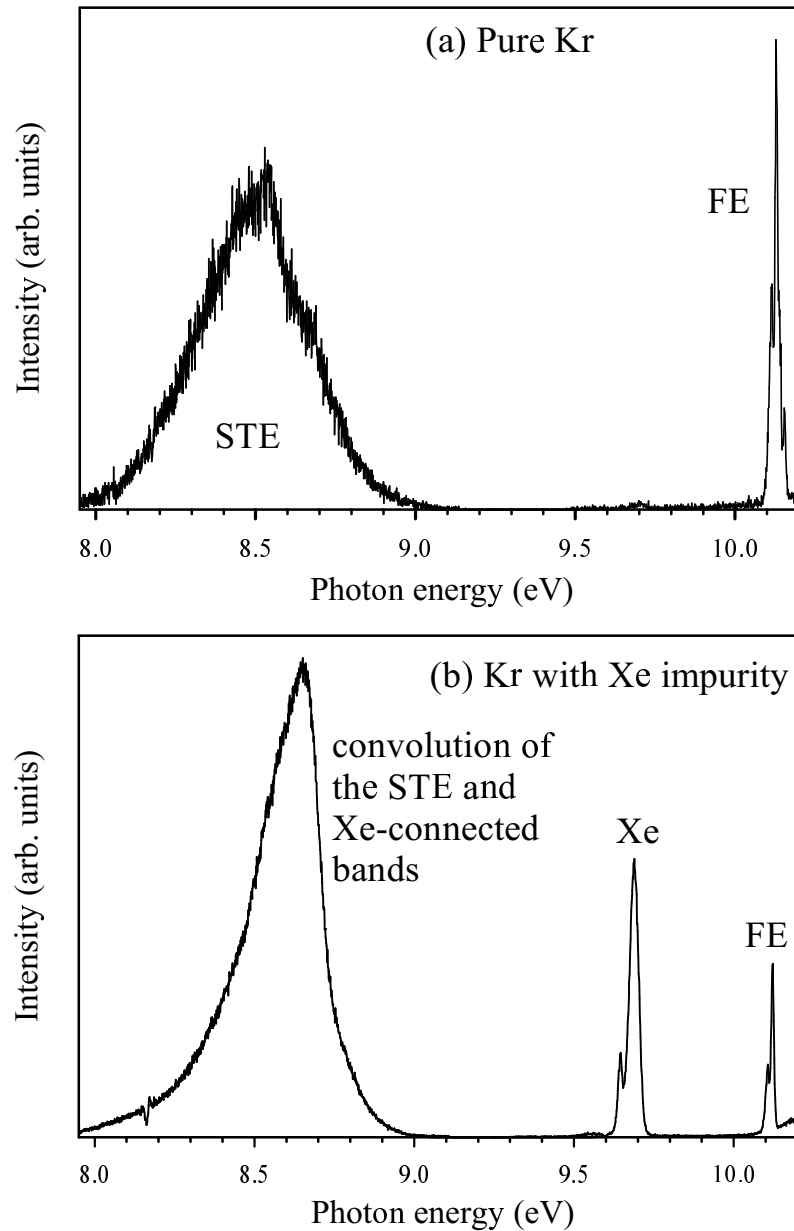 (a) Pure Kr
Intensity (arb. units)
FE
STE
8.0 8.5 9.0 9.5 10.0
Photon energy (eV)
(b) Kr with Xe impurity
Intensity (arb. units)
convolution of
the STE and
Xe-connected
bands
Xe
FE
8.0 8.5 9.0 9.5 10.0
Photon energy (eV)